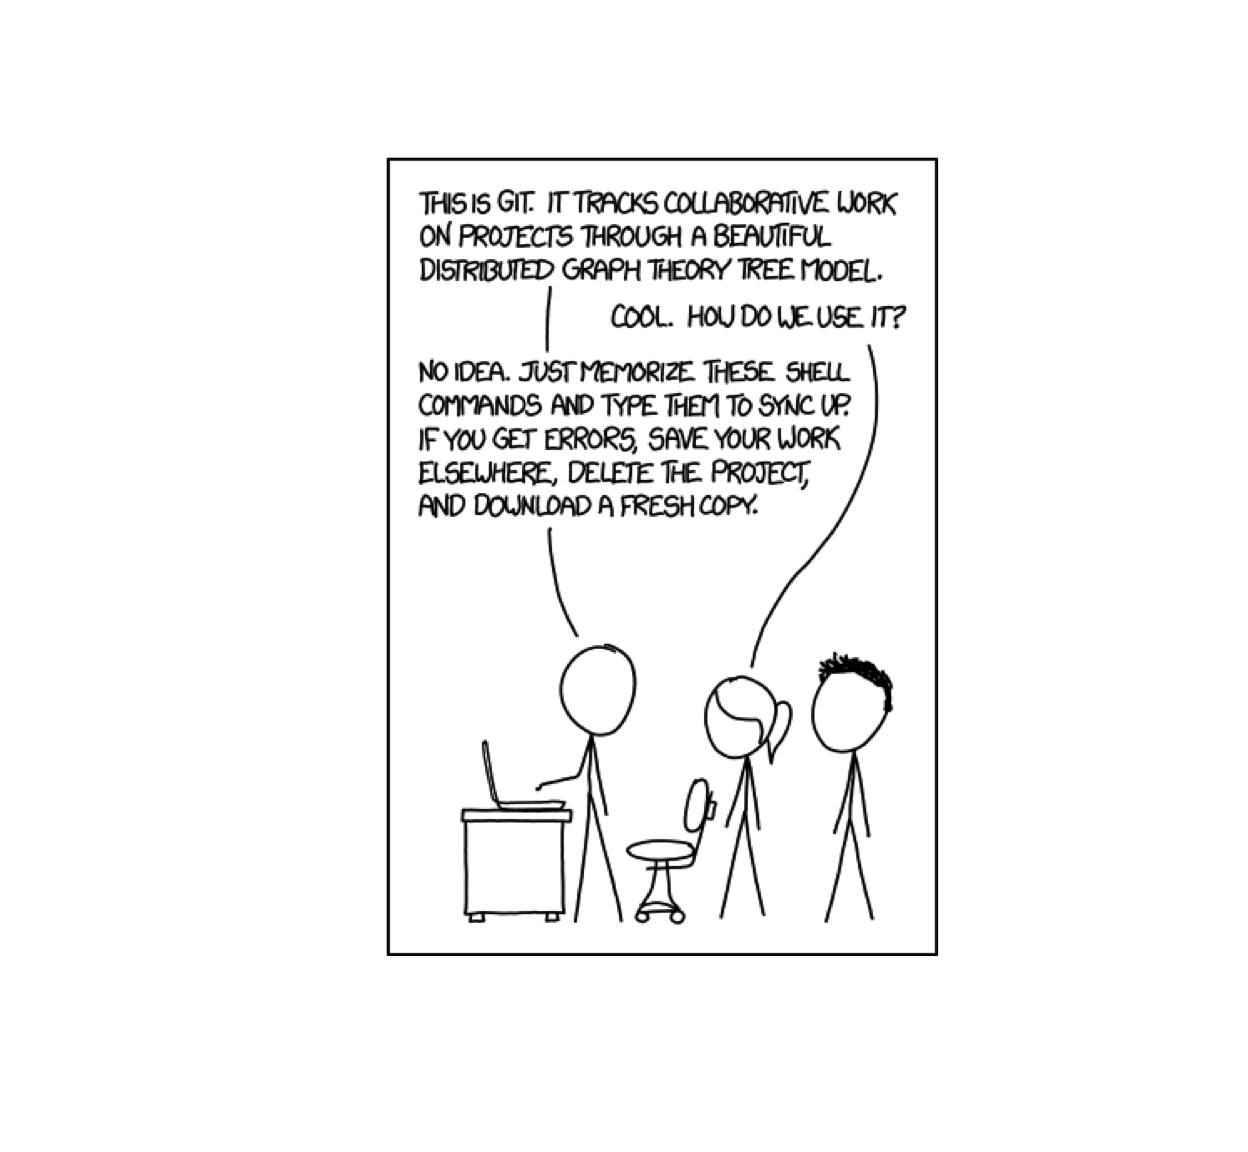 THIS IS GIT. IT TRACKS COLLABORATIVE WORK
ON PROJECTS THROUGH A BEAUTIFUL
DISTRIBUTED GRAPH THEORY TREE MODEL.
COOL. HOW DO WE USE IT?
NO IDEA. JUST MEMORIZE THESE SHELL
COMMANDS AND TYPE THEM TO SYNC UP.
IF YOU GET ERRORS, SAVE YOUR WORK
ELSEWHERE, DELETE THE PROJECT,
AND DOWNLOAD A FRESH COPY.